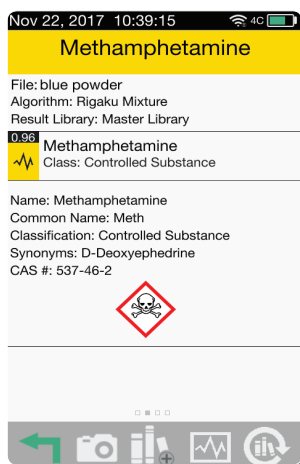 Nov 22, 2017 10:39:15 4C
Methamphetamine
File: blue powder
Algorithm: Rigaku Mixture
Result Library: Master Library
0.96
Methamphetamine
Class: Controlled Substance
Name: Methamphetamine
Common Name: Meth
Classification: Controlled Substance
Synonyms: D-Deoxyephedrine
CAS #: 537-46-2